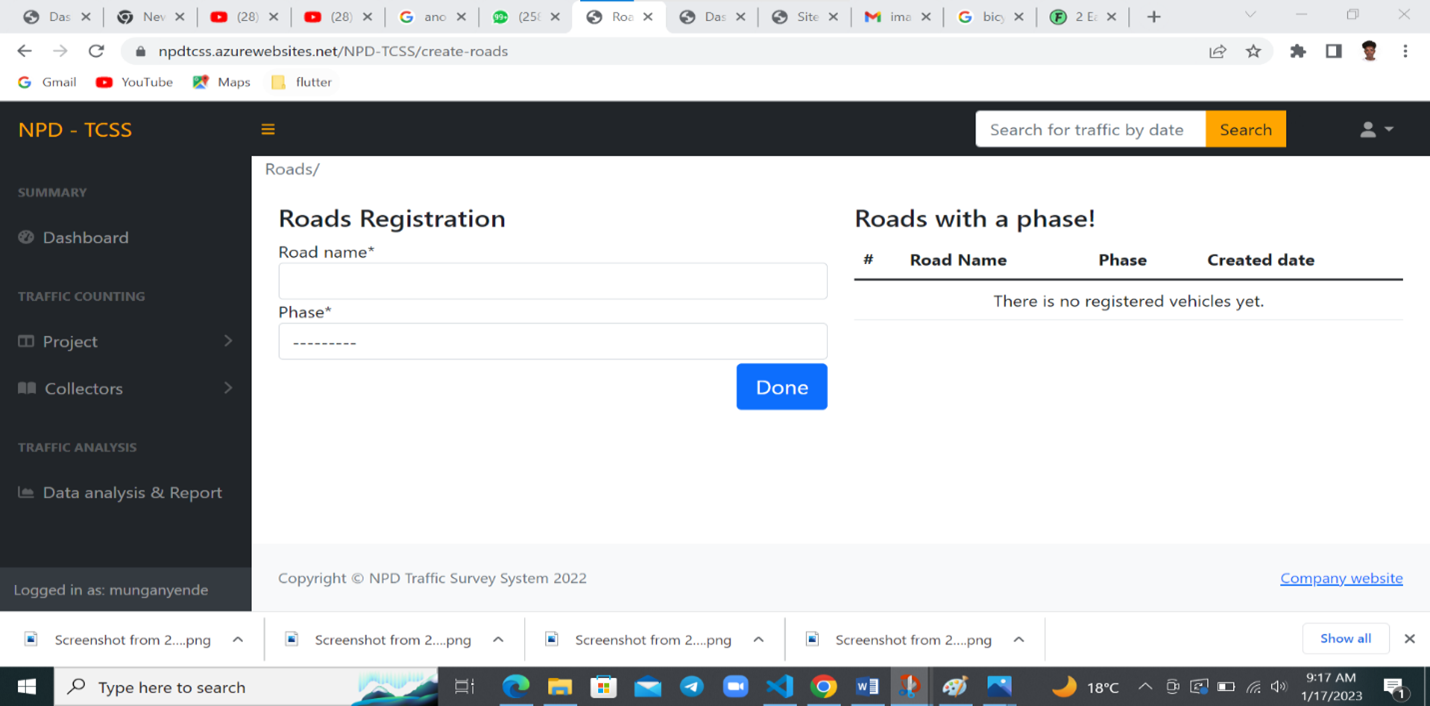 Das
Nev
(28)
(28)
ano
(258
Roa
Das
Site
ima
bicy
2 Ea
npdtcss.azurewebsites.net/NPD-TCSS/create-roads
Gmail
YouTube
Maps
flutter
NPD - TCSS
Search for traffic by date
Search
Roads/
SUMMARY
Dashboard
TRAFFIC COUNTING
Project
Collectors
TRAFFIC ANALYSIS
Data analysis & Report
Logged in as: munganyende
Roads Registration
Road name*
Phase*
---------
Done
Roads with a phase!
# Road Name Phase Created date
There is no registered vehicles yet.
Copyright © NPD Traffic Survey System 2022
Company website
Screenshot from 2....png
Screenshot from 2....png
Screenshot from 2....png
Screenshot from 2....png
Show all
Type here to search
18°C
9:17 AM
1/17/2023
1